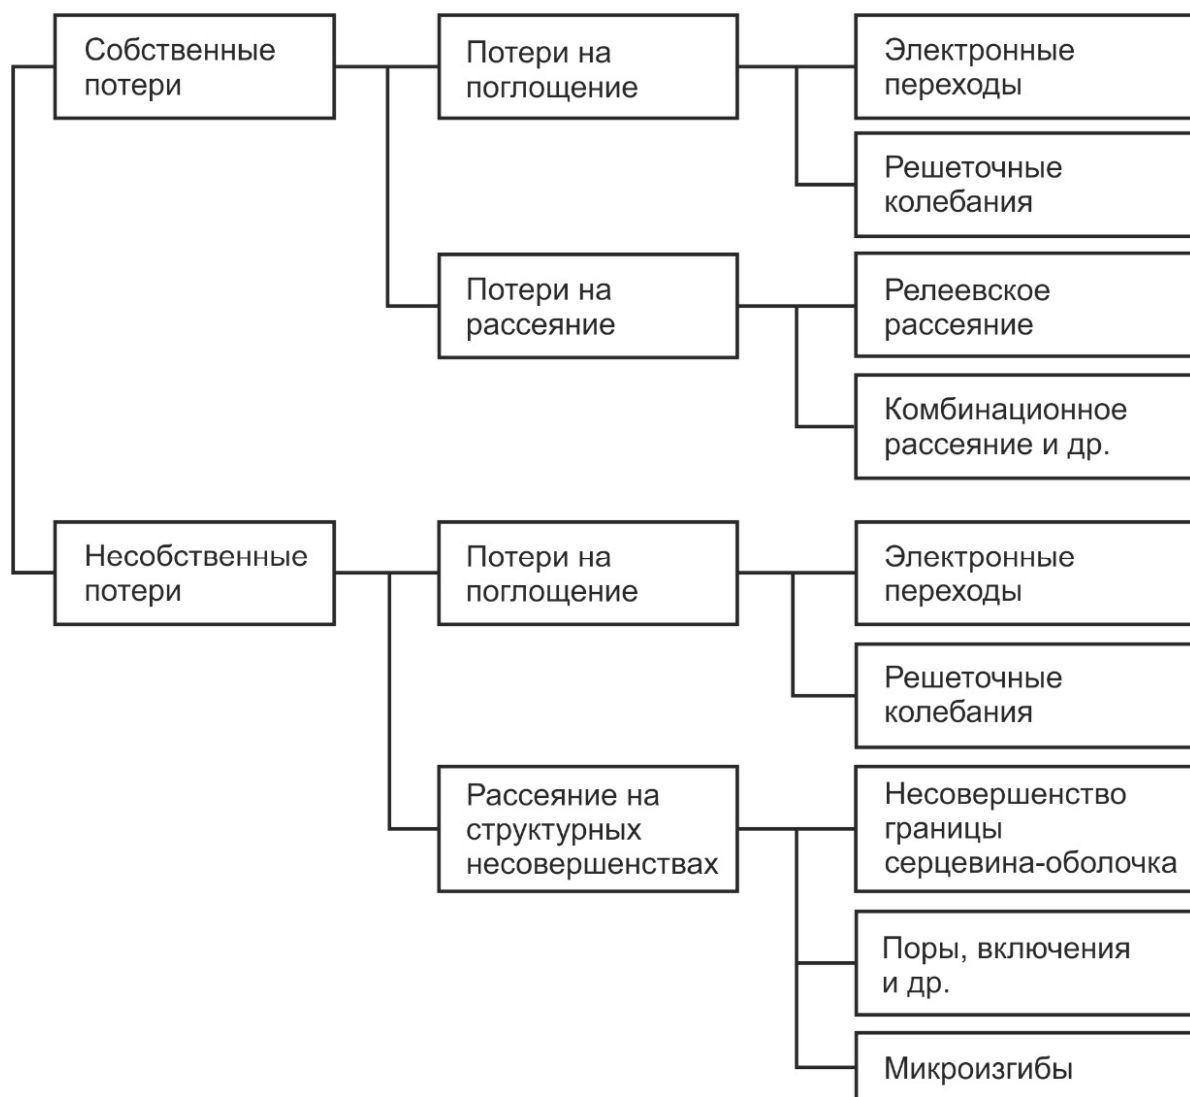 Собственные
потери
Потери на
поглощение
Электронные
переходы
Решеточные
колебания
Потери на
рассеяние
Релеевское
рассеяние
Комбинационное
рассеяние и др.
Несобственные
потери
Потери на
поглощение
Электронные
переходы
Решеточные
колебания
Рассеяние на
структурных
несовершенствах
Несовершенство
границы
серцевина-оболочка
Поры, включения
и др.
Микроизгибы